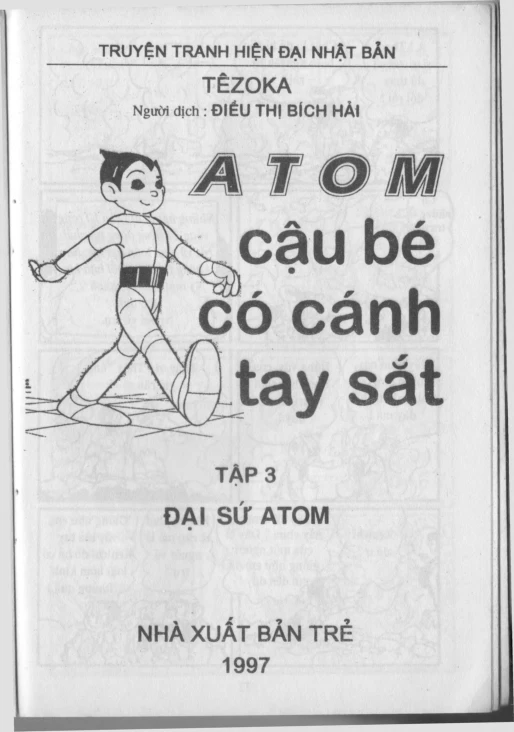 TRUYỆN TRANH HIỆN ĐẠI NHẬT BẢN
TÊZOKA
Người dịch : ĐIỀU THỊ BÍCH HẢI
ATOM
cậu bé
có cánh
tay sắt
TẬP 3
ĐẠI SỨ ATOM
NHÀ XUẤT BẢN TRẺ
1997